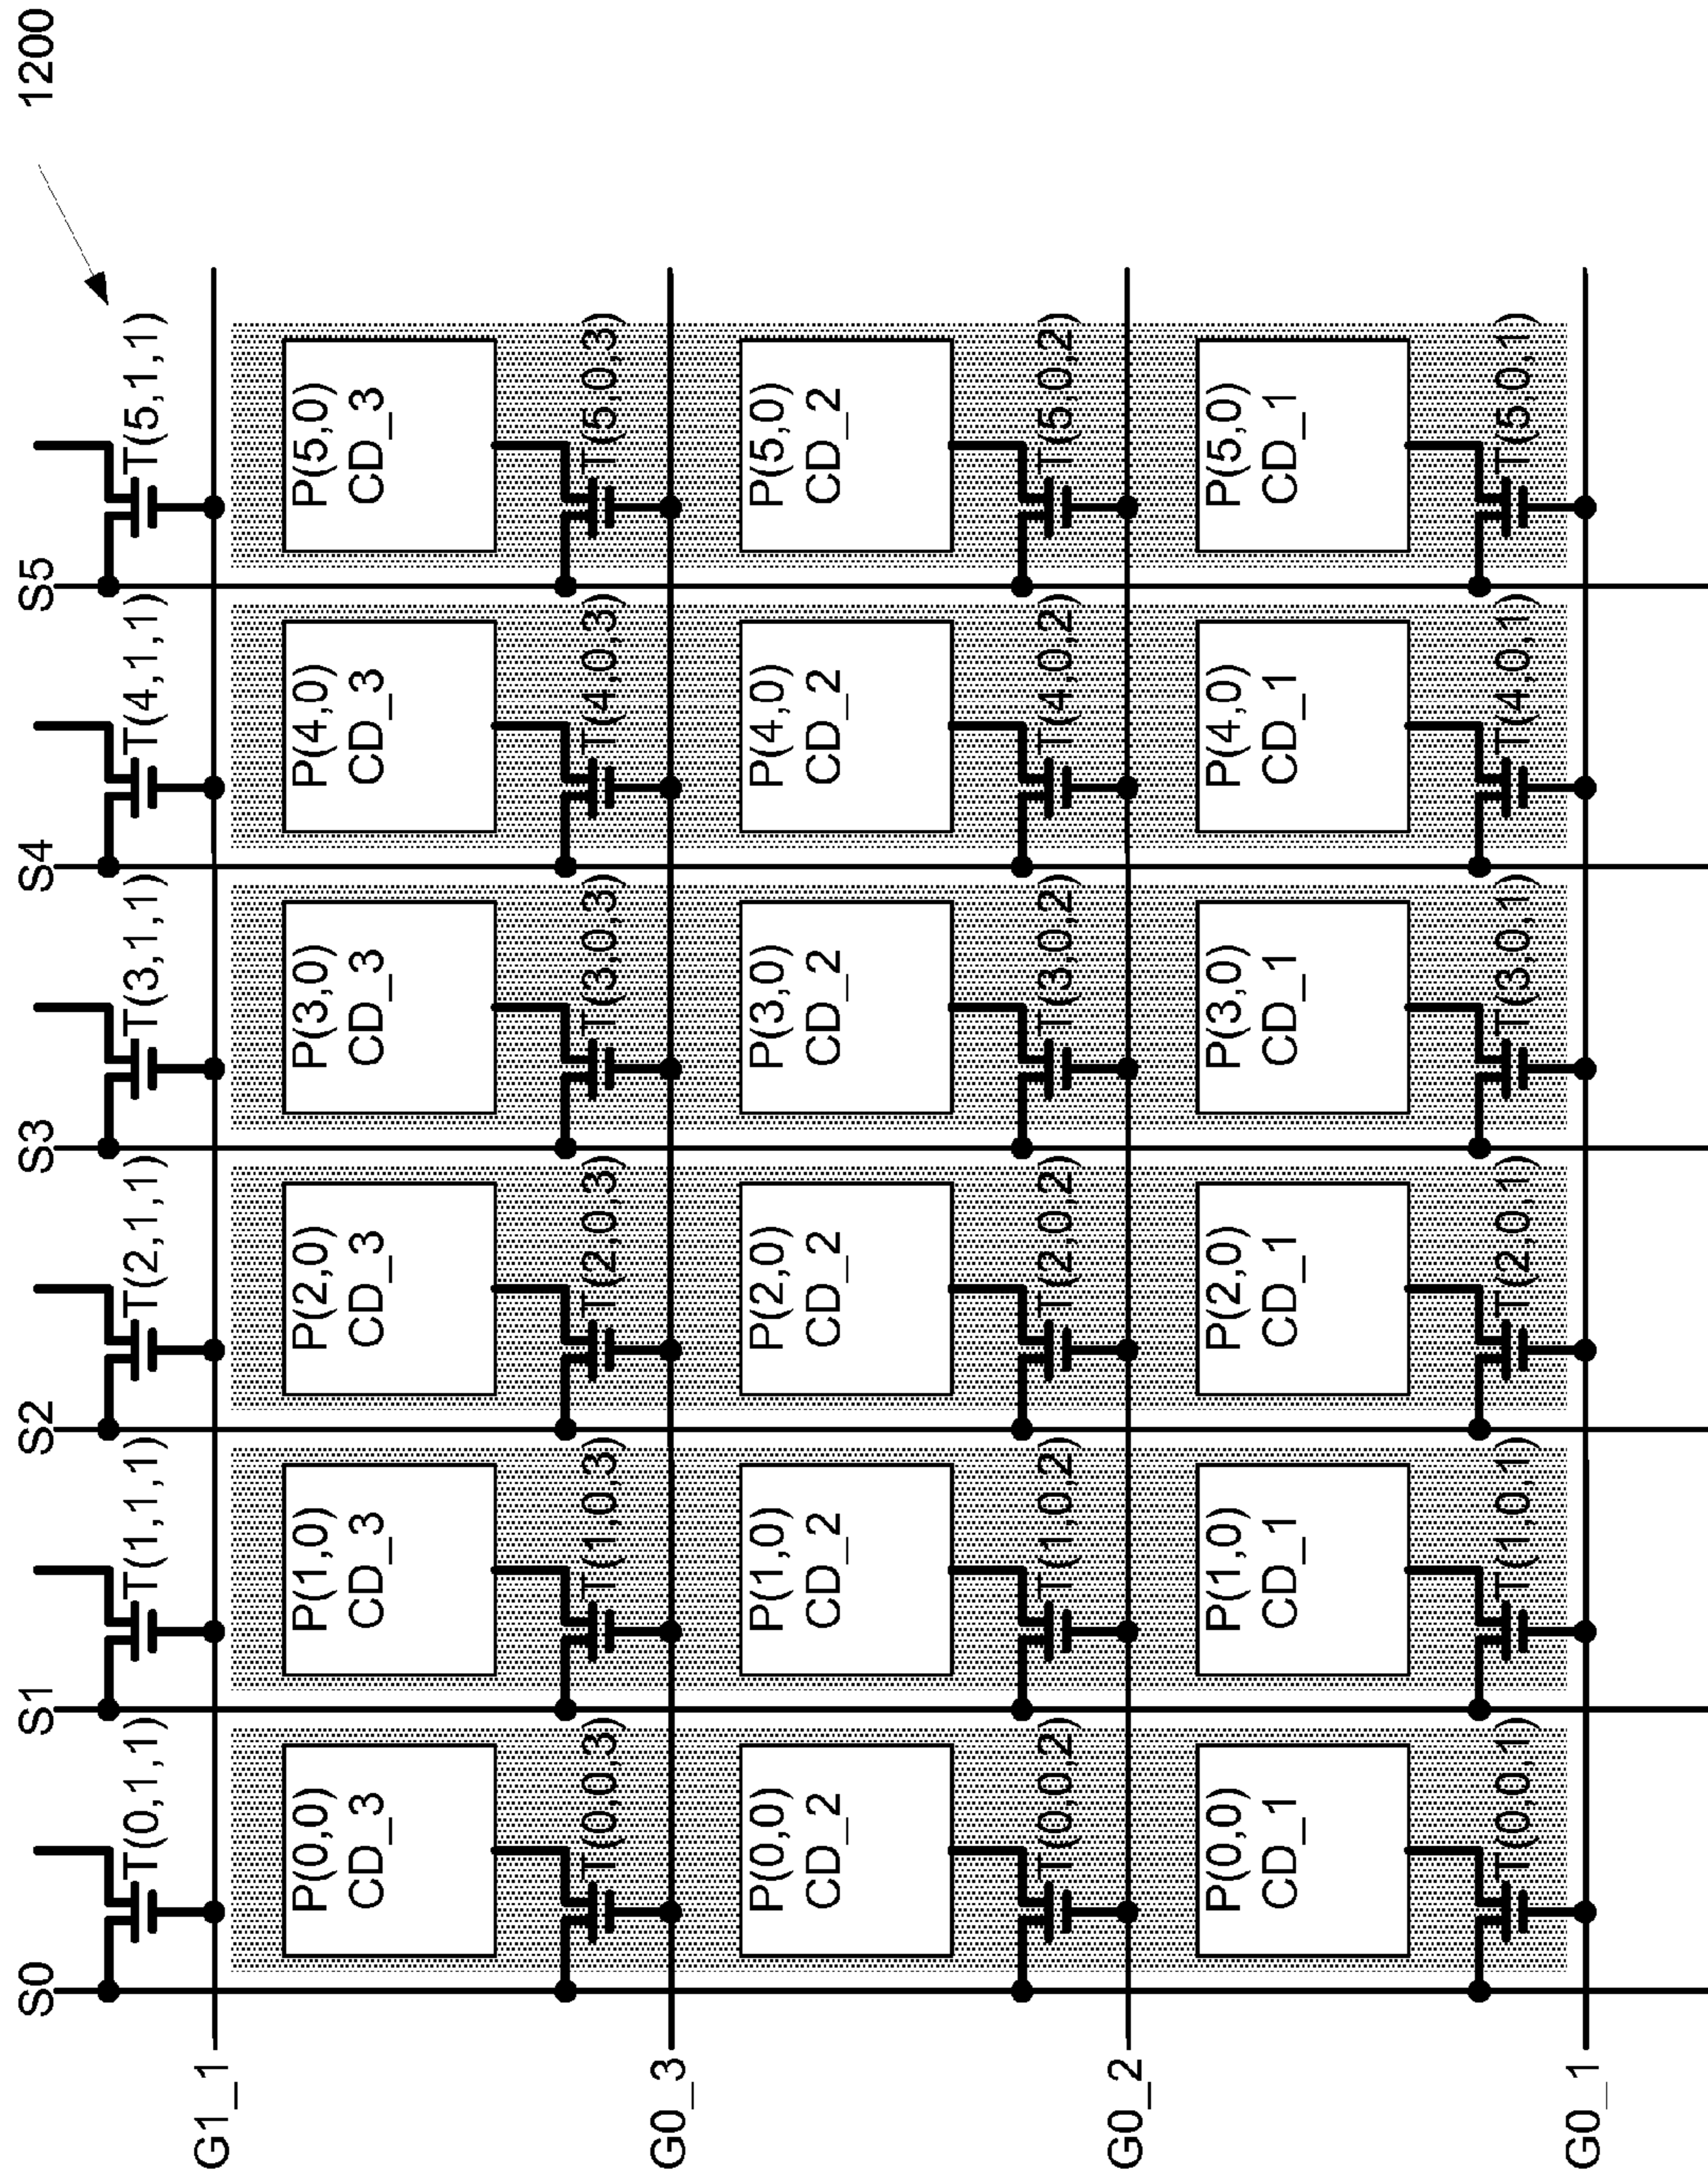 S0 S1 S2 S3 S4 S5 1200
T(0,1,1) T(1,1,1) T(2,1,1) T(3,1,1) T(4,1,1) T(5,1,1)
G1_1
P(0,0) P(1,0) P(2,0) P(3,0) P(4,0) P(5,0)
CD_3 CD_3 CD_3 CD_3 CD_3 CD_3
T(0,0,3) T(1,0,3) T(2,0,3) T(3,0,3) T(4,0,3) T(5,0,3)
G0_3
P(0,0) P(1,0) P(2,0) P(3,0) P(4,0) P(5,0)
CD_2 CD_2 CD_2 CD_2 CD_2 CD_2
T(0,0,2) T(1,0,2) T(2,0,2) T(3,0,2) T(4,0,2) T(5,0,2)
G0_2
P(0,0) P(1,0) P(2,0) P(3,0) P(4,0) P(5,0)
CD_1 CD_1 CD_1 CD_1 CD_1 CD_1
T(0,0,1) T(1,0,1) T(2,0,1) T(3,0,1) T(4,0,1) T(5,0,1)
G0_1